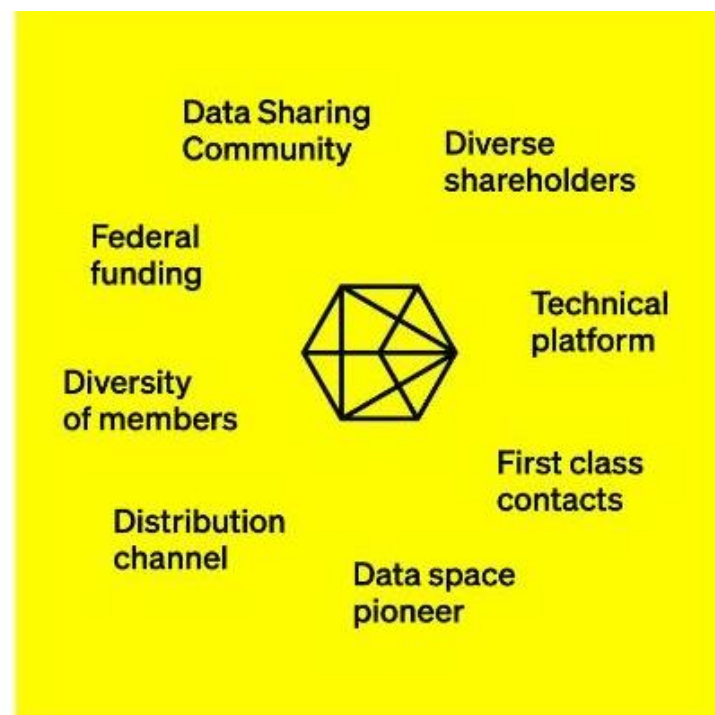 Data Sharing
Community
Diverse
shareholders
Federal
funding
Technical
platform
Diversity
of members
First class
contacts
Distribution
channel
Data space
pioneer